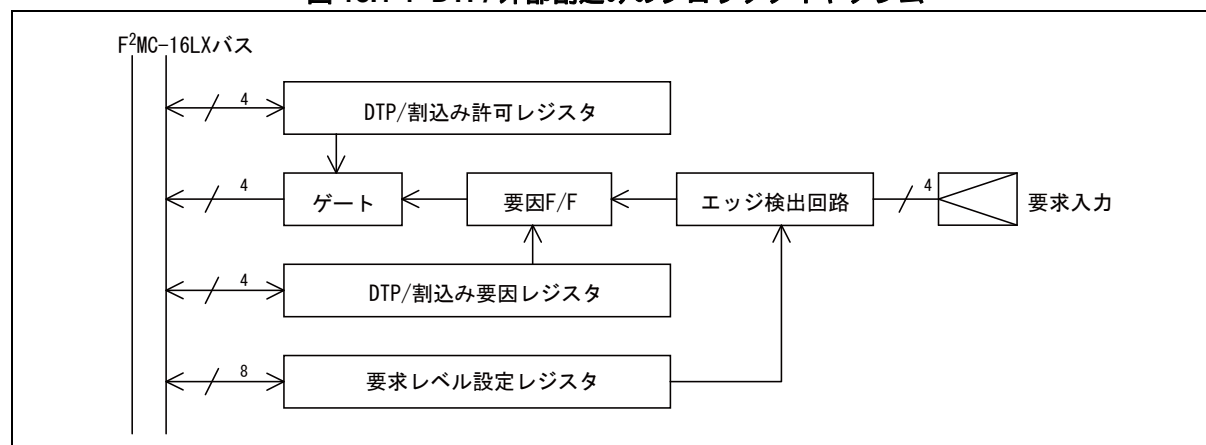 F²MC-16LXバス
4
DTP/割込み許可レジスタ
4
ゲート
要因F/F
エッジ検出回路
4
要求入力
4
DTP/割込み要因レジスタ
8
要求レベル設定レジスタ